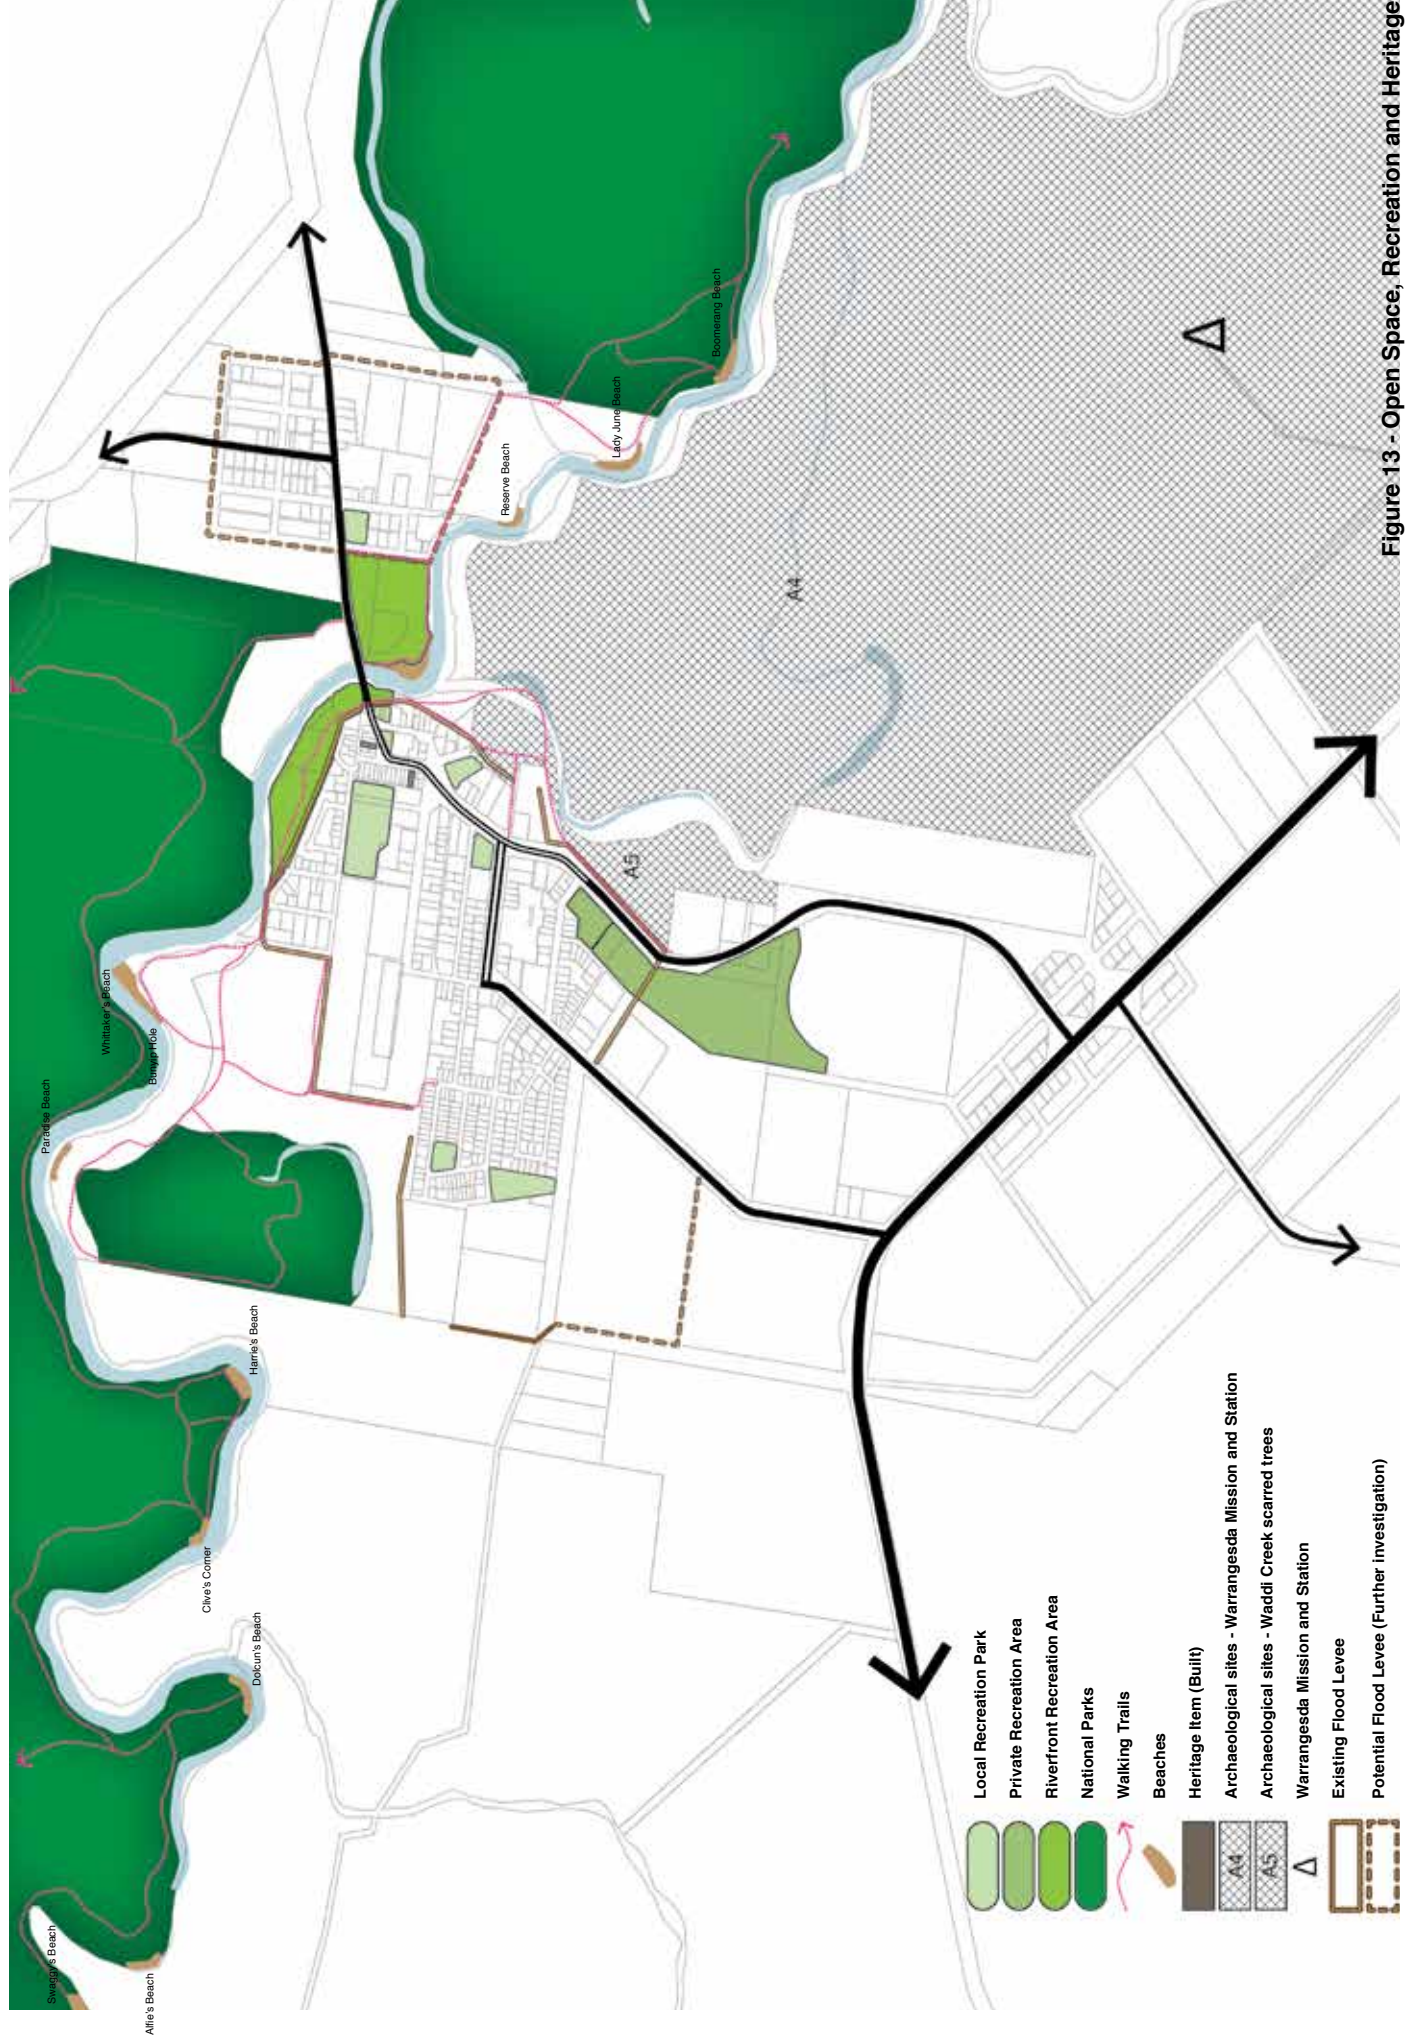 Swaggy's Beach
Alfie's Beach
Dolcun's Beach
Clive's Corner
Harrie's Beach
Paradise Beach
Bunyip Hole
Whittaker's Beach
Reserve Beach
Lady June Beach
Boomerang Beach
A4
A5
Local Recreation Park
Private Recreation Area
Riverfront Recreation Area
National Parks
Walking Trails
Beaches
Heritage Item (Built)
A4 Archaeological sites - Warrangesda Mission and Station
A5 Archaeological sites - Waddi Creek scarred trees
Warrangesda Mission and Station
Existing Flood Levee
Potential Flood Levee (Further investigation)
Figure 13 - Open Space, Recreation and Heritage